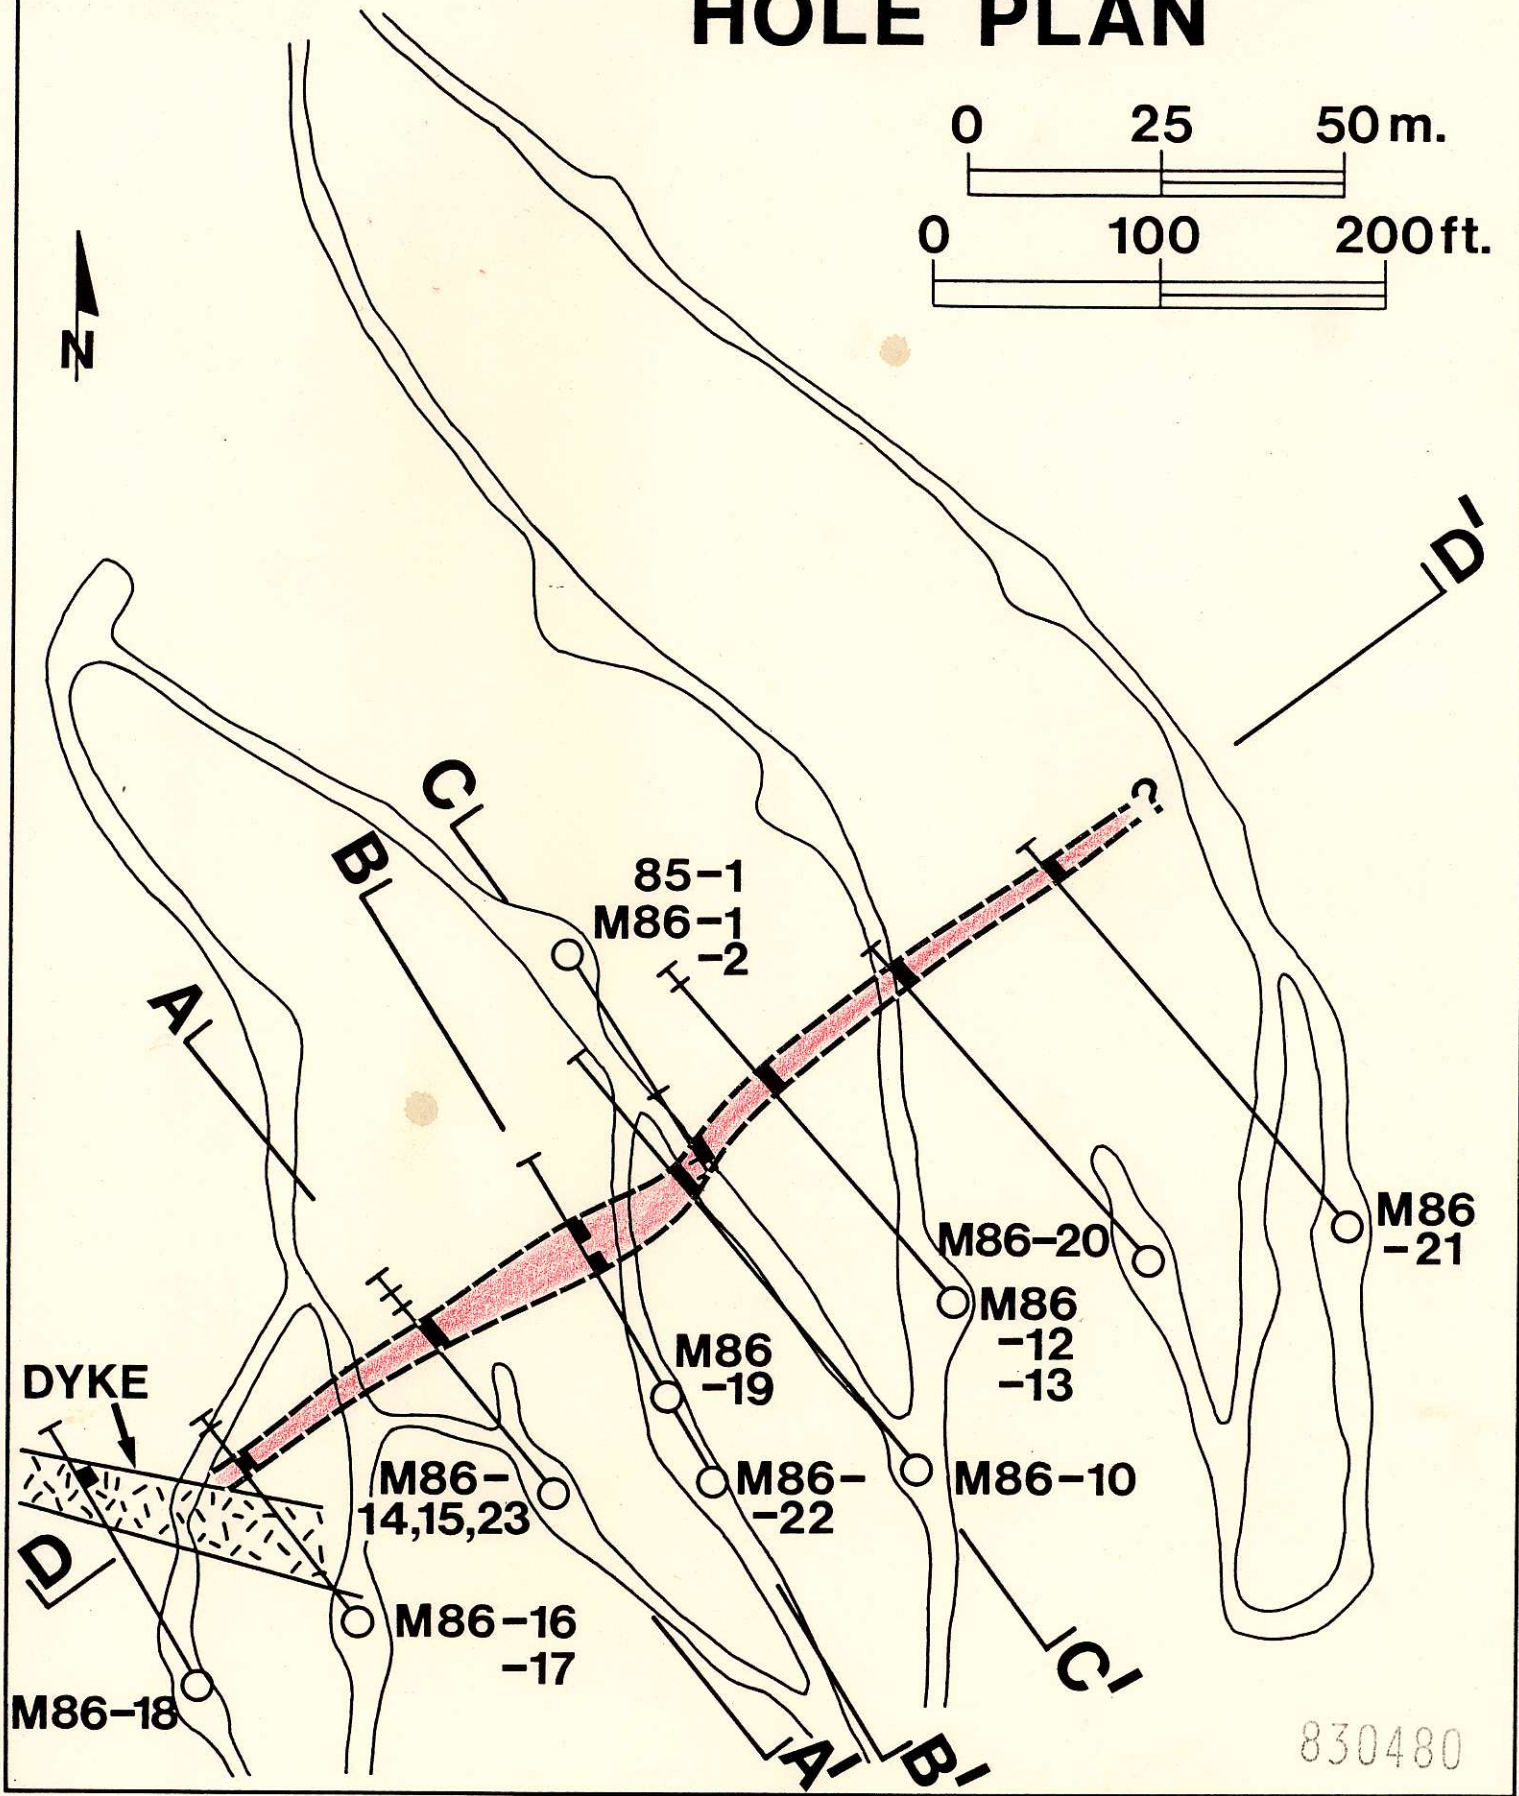 HOLE PLAN
0 25 50 m.
0 100 200 ft.
N
D'
?
C
B
85-1
M86-1
-2
A
M86
-21
M86-20
M86
-12
-13
M86
-19
DYKE
M86-
14,15,23
M86-
-22
M86-10
D
M86-16
-17
C'
M86-18
A'
B'
830480